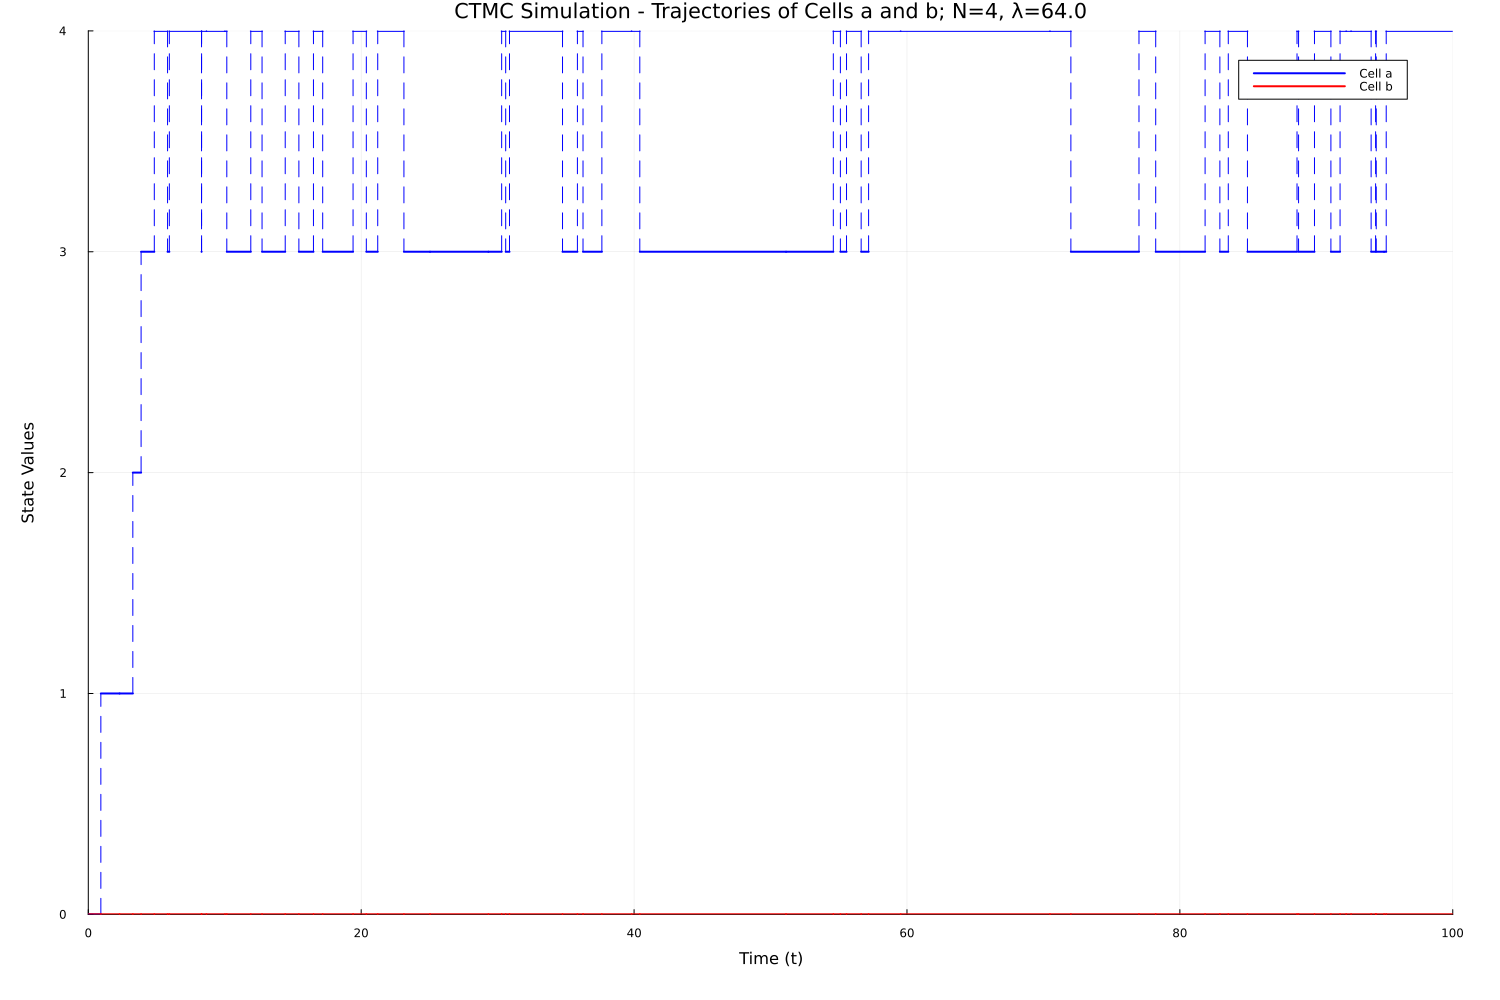 CTMC Simulation - Trajectories of Cells a and b; N=4, λ=64.0
4
Cell a
Cell b
3
State Values
2
1
0
0 20 40 60 80 100
Time (t)